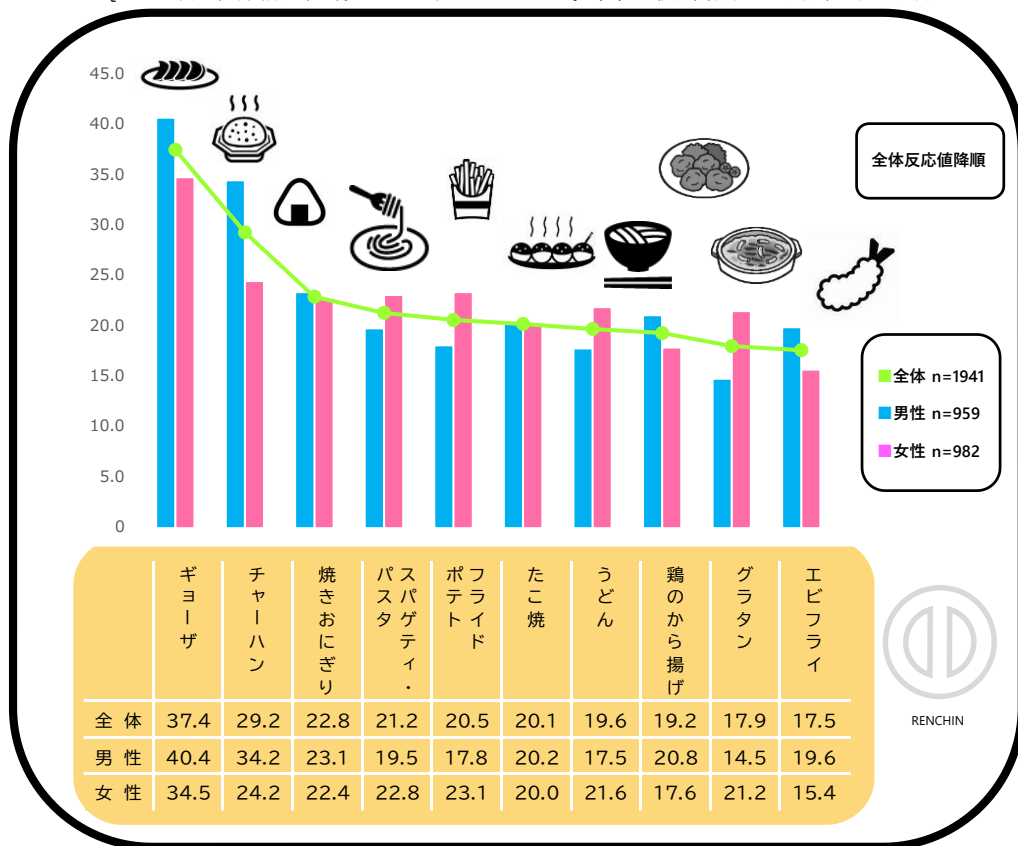 45.0
40.0
35.0
30.0
25.0
20.0
15.0
10.0
5.0
0
全体反応値降順
全体 n=1941
男性 n=959
女性 n=982
ギョーザ
チャーハン
焼きおにぎり
スパゲティ・
パスタ
フライド
ポテト
たこ焼
うどん
鶏のから揚げ
グラタン
エビフライ
全 体 37.4 29.2 22.8 21.2 20.5 20.1 19.6 19.2 17.9 17.5
男 性 40.4 34.2 23.1 19.5 17.8 20.2 17.5 20.8 14.5 19.6
女 性 34.5 24.2 22.4 22.8 23.1 20.0 21.6 17.6 21.2 15.4
RENCHIN